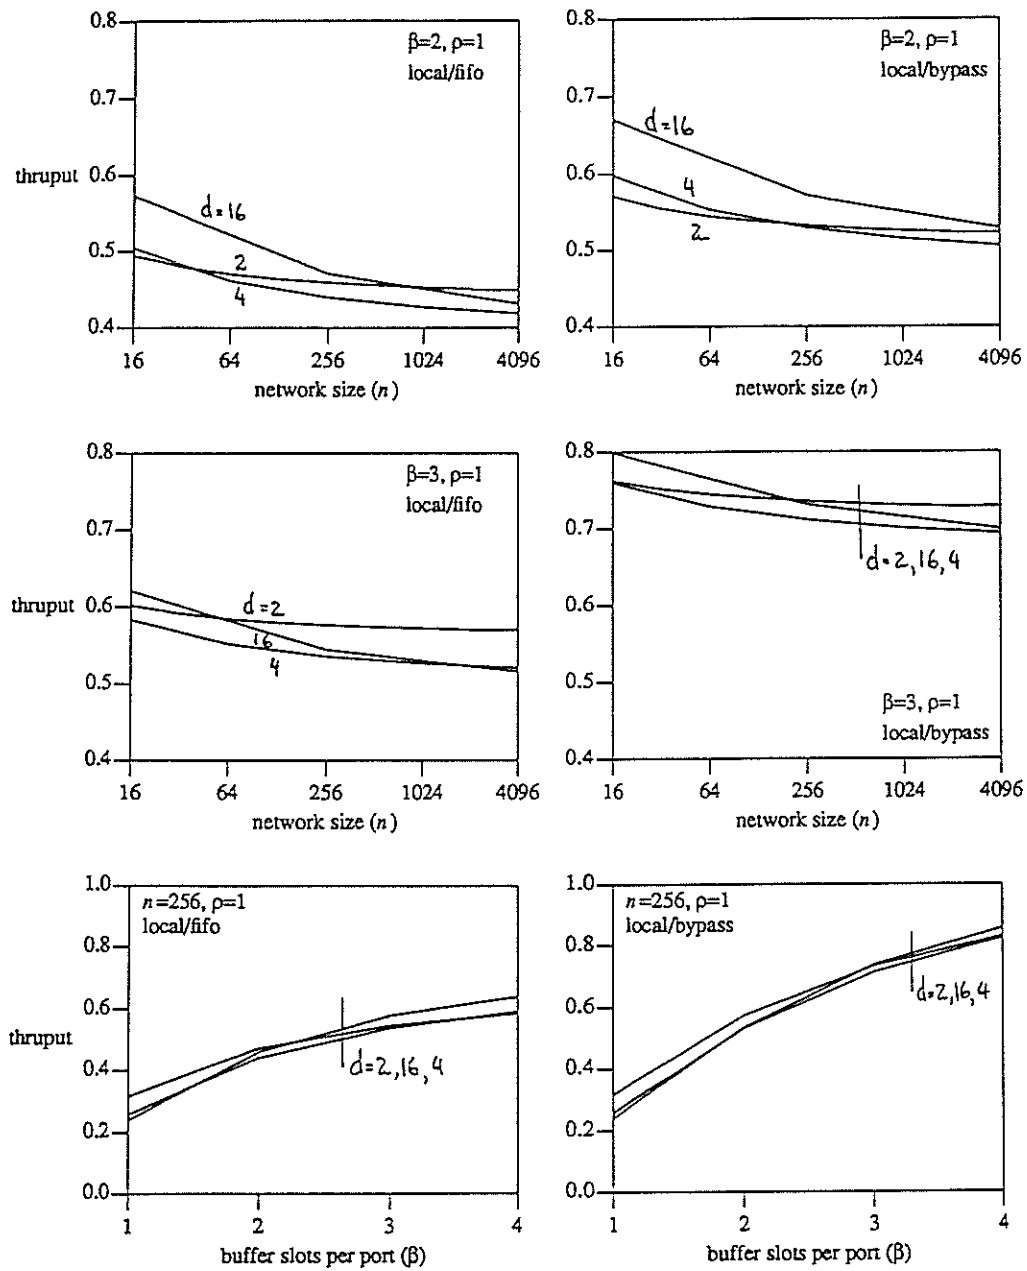 0.8
β=2, ρ=1
local/fifo
0.7
thruput
0.6
d=16
0.5
2
4
0.4
16
64
256
1024
4096
network size (n)
0.8
β=2, ρ=1
local/bypass
0.7
d=16
0.6
4
2
0.5
0.4
16
64
256
1024
4096
network size (n)
0.8
β=3, ρ=1
local/fifo
0.7
thruput
0.6
d=2
16
4
0.5
0.4
16
64
256
1024
4096
network size (n)
0.8
0.7
d=2,16,4
0.6
0.5
β=3, ρ=1
local/bypass
0.4
16
64
256
1024
4096
network size (n)
1.0
n=256, ρ=1
local/fifo
0.8
0.6
thruput
d=2,16,4
0.4
0.2
0.0
1
2
3
4
buffer slots per port (β)
1.0
n=256, ρ=1
local/bypass
0.8
d=2,16,4
0.6
0.4
0.2
0.0
1
2
3
4
buffer slots per port (β)